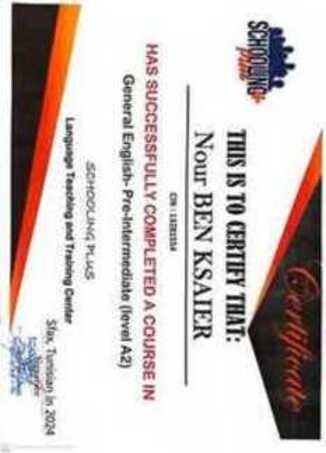 Certificate
SCHOOLING+
Plus
THIS IS TO CERTIFY THAT:
Nour BEN KSAIER
HAS SUCCESSFULLY COMPLETED A COURSE IN
General English- Pre-Intermediate (level A2)
SCHOOLING PLUS
Language Teaching and Training Center
Sfax, Tunisian in 2024
Signature